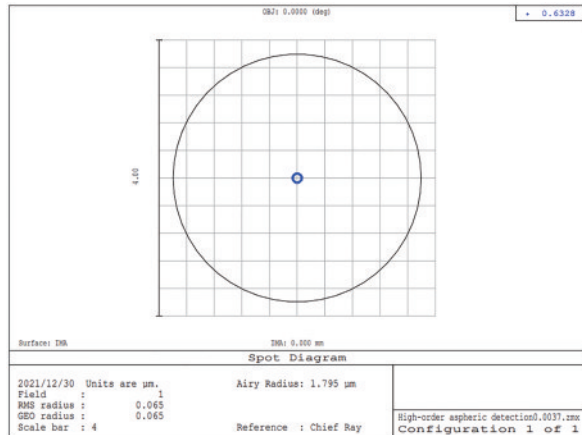 OBJ: 0.0000 (deg)
+ 0.6328
4.00
Surface: IMA
IMA: 0.000 mm
Spot Diagram
2021/12/30 Units are µm. Airy Radius: 1.795 µm
Field : 1
RMS radius : 0.065
GEO radius : 0.065
Scale bar : 4 Reference : Chief Ray
High-order aspheric detection0.0037.zmx
Configuration 1 of 1